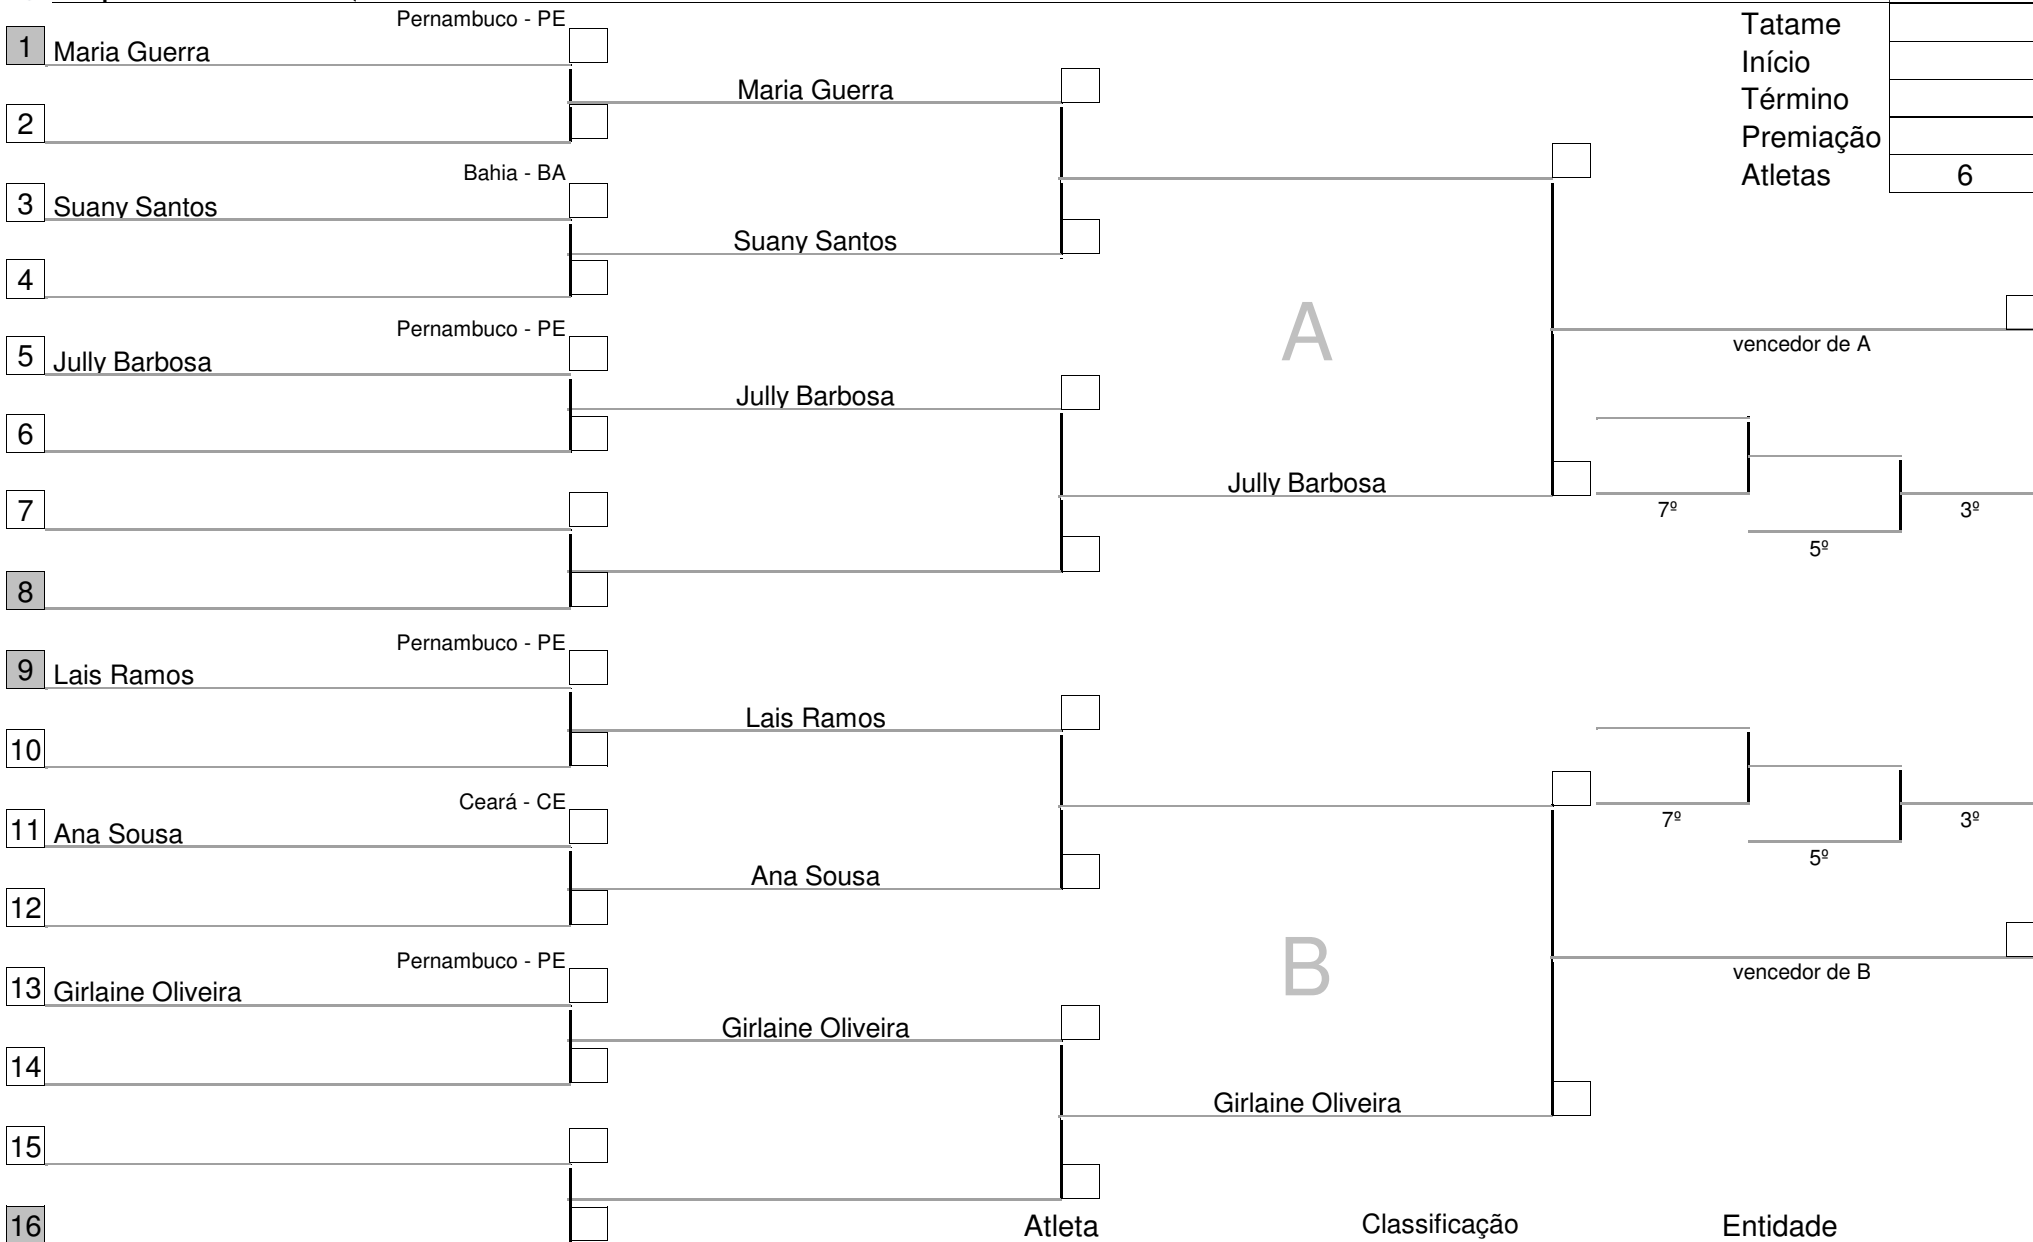 Pernambuco - PE
Tatame
1 Maria Guerra
Início
Maria Guerra
Término
2
Premiação
Bahia - BA
Atletas 6
3 Suany Santos
Suany Santos
4
A
Pernambuco - PE
vencedor de A
5 Jully Barbosa
Jully Barbosa
6
Jully Barbosa
7
7º 3º
5º
8
Pernambuco - PE
9 Lais Ramos
Lais Ramos
10
Ceará - CE
7º 3º
11 Ana Sousa
5º
Ana Sousa
12
Pernambuco - PE
B
vencedor de B
13 Girlaine Oliveira
Girlaine Oliveira
14
Girlaine Oliveira
15
16
Atleta Classificação Entidade